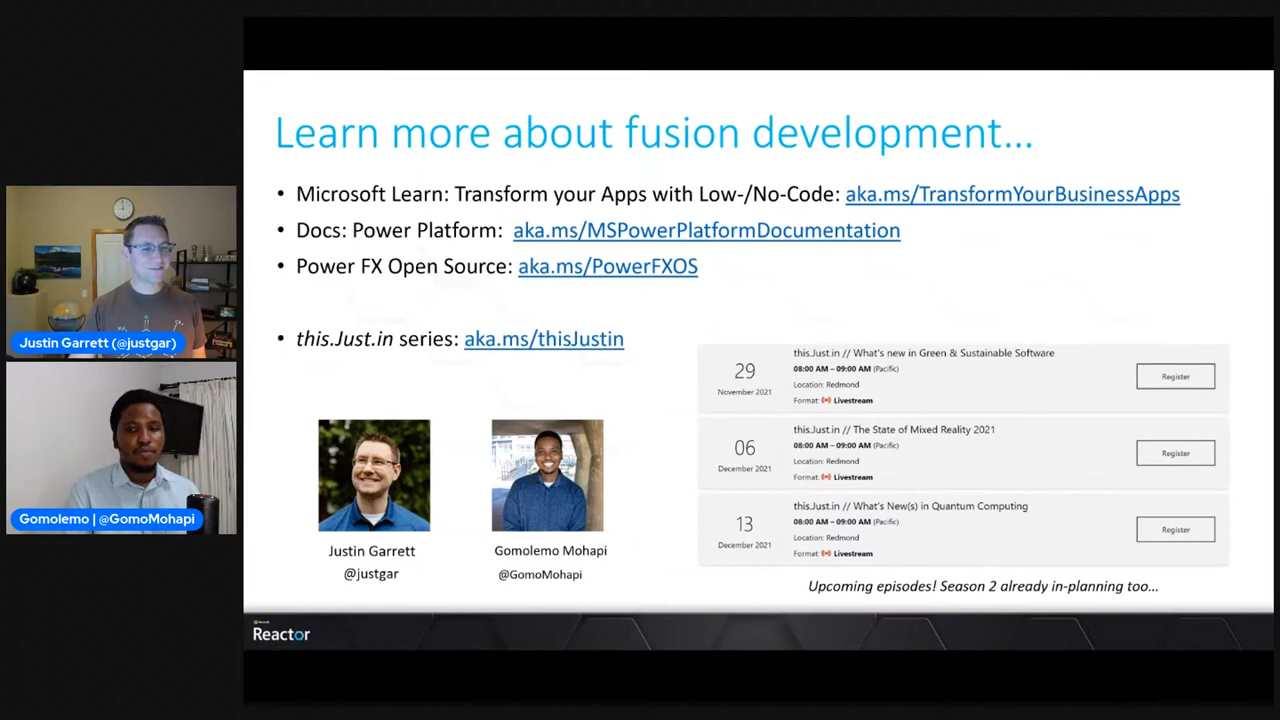 Learn more about fusion development...
• Microsoft Learn: Transform your Apps with Low-/No-Code: aka.ms/TransformYourBusinessApps
• Docs: Power Platform: aka.ms/MSPowerPlatformDocumentation
• Power FX Open Source: aka.ms/PowerFXOS
• this.Just.in series: aka.ms/thisJustin
Justin Garrett (@justgar)
Gomolemo | @GomoMohapi
Justin Garrett
@justgar
Gomolemo Mohapi
@GomoMohapi
29
November 2021
this.Just.in // What's new in Green & Sustainable Software
08:00 AM – 09:00 AM (Pacific)
Location: Redmond
Format: Livestream
Register
06
December 2021
this.Just.in // The State of Mixed Reality 2021
08:00 AM – 09:00 AM (Pacific)
Location: Redmond
Format: Livestream
Register
13
December 2021
this.Just.in // What's New(s) in Quantum Computing
08:00 AM – 09:00 AM (Pacific)
Location: Redmond
Format: Livestream
Register
Upcoming episodes! Season 2 already in-planning too...
Microsoft
Reactor